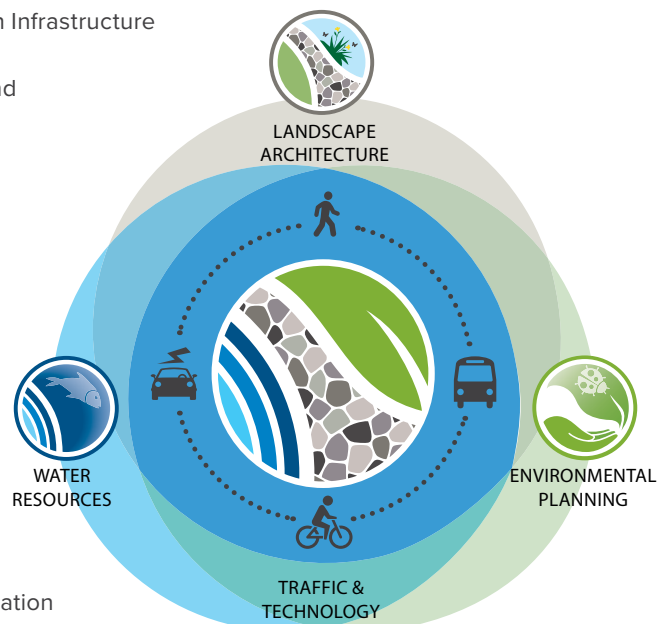 n Infrastructure
nd
LANDSCAPE
ARCHITECTURE
WATER
RESOURCES
ENVIRONMENTAL
PLANNING
TRAFFIC &
TECHNOLOGY
ation